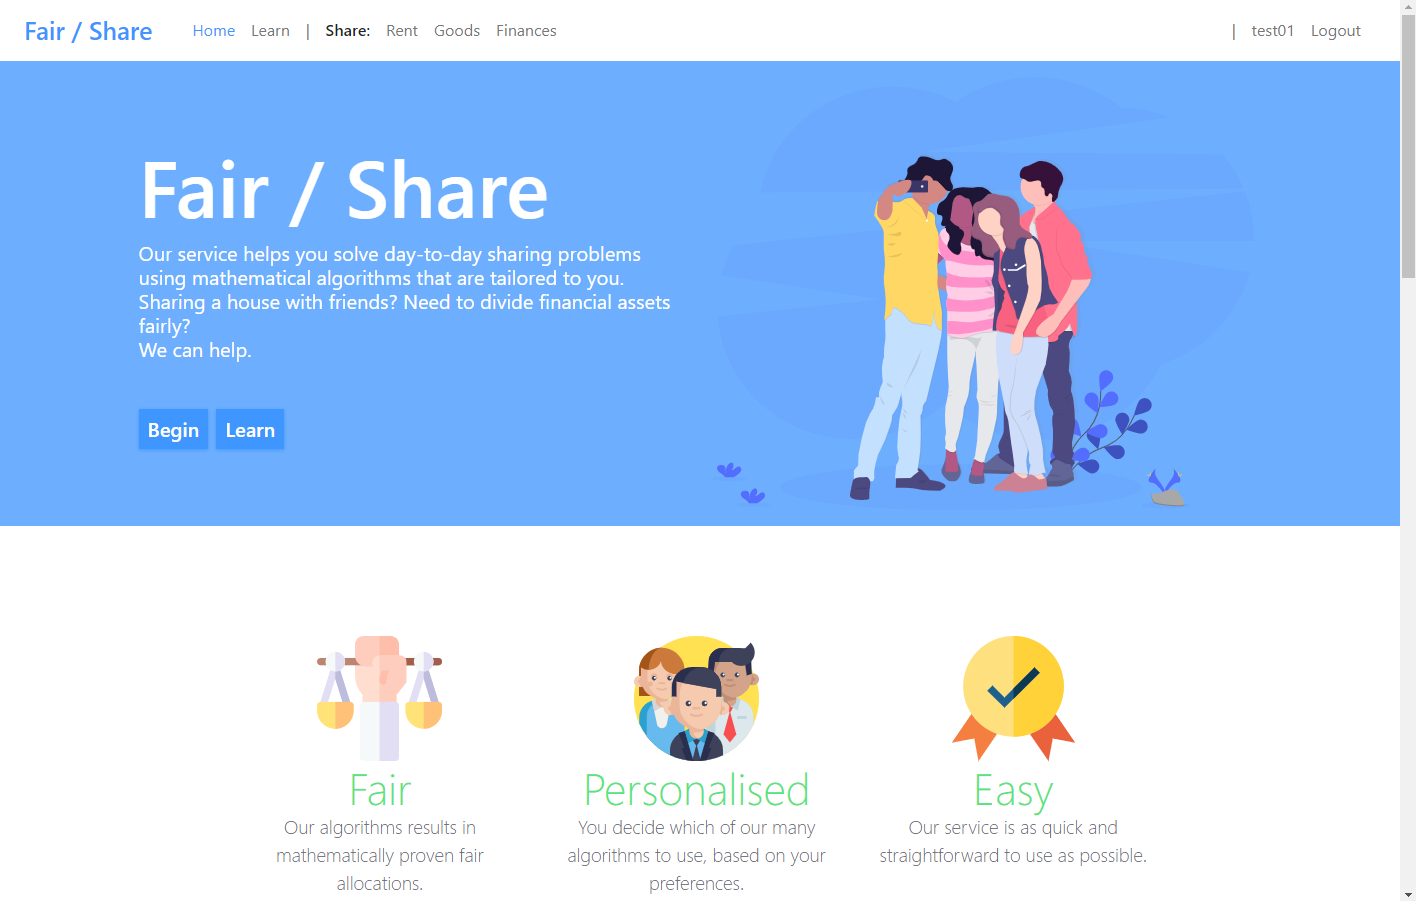 Fair / Share Home Learn | Share: Rent Goods Finances | test01 Logout
Fair / Share
Our service helps you solve day-to-day sharing problems
using mathematical algorithms that are tailored to you.
Sharing a house with friends? Need to divide financial assets
fairly?
We can help.
Begin Learn
Fair
Our algorithms results in
mathematically proven fair
allocations.
Personalised
You decide which of our many
algorithms to use, based on your
preferences.
Easy
Our service is as quick and
straightforward to use as possible.